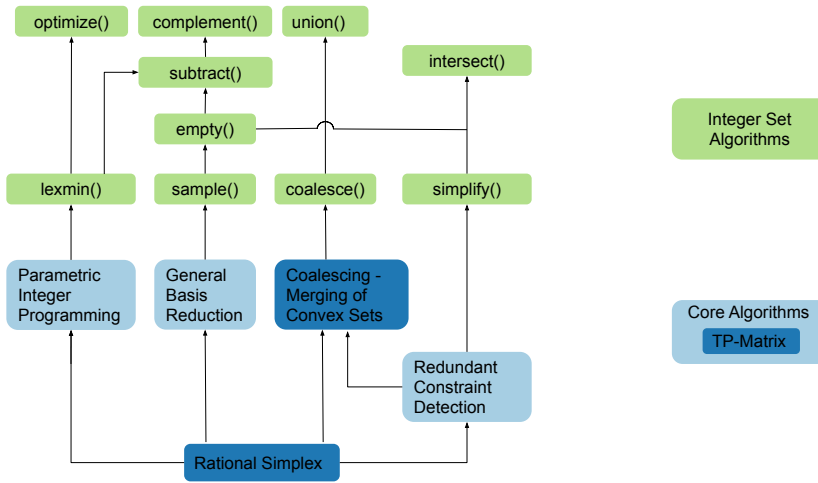 optimize()
complement()
union()
subtract()
intersect()
empty()
lexmin()
sample()
coalesce()
simplify()
Parametric
Integer
Programming
General
Basis
Reduction
Coalescing -
Merging of
Convex Sets
Redundant
Constraint
Detection
Rational Simplex
Integer Set
Algorithms
Core Algorithms
TP-Matrix